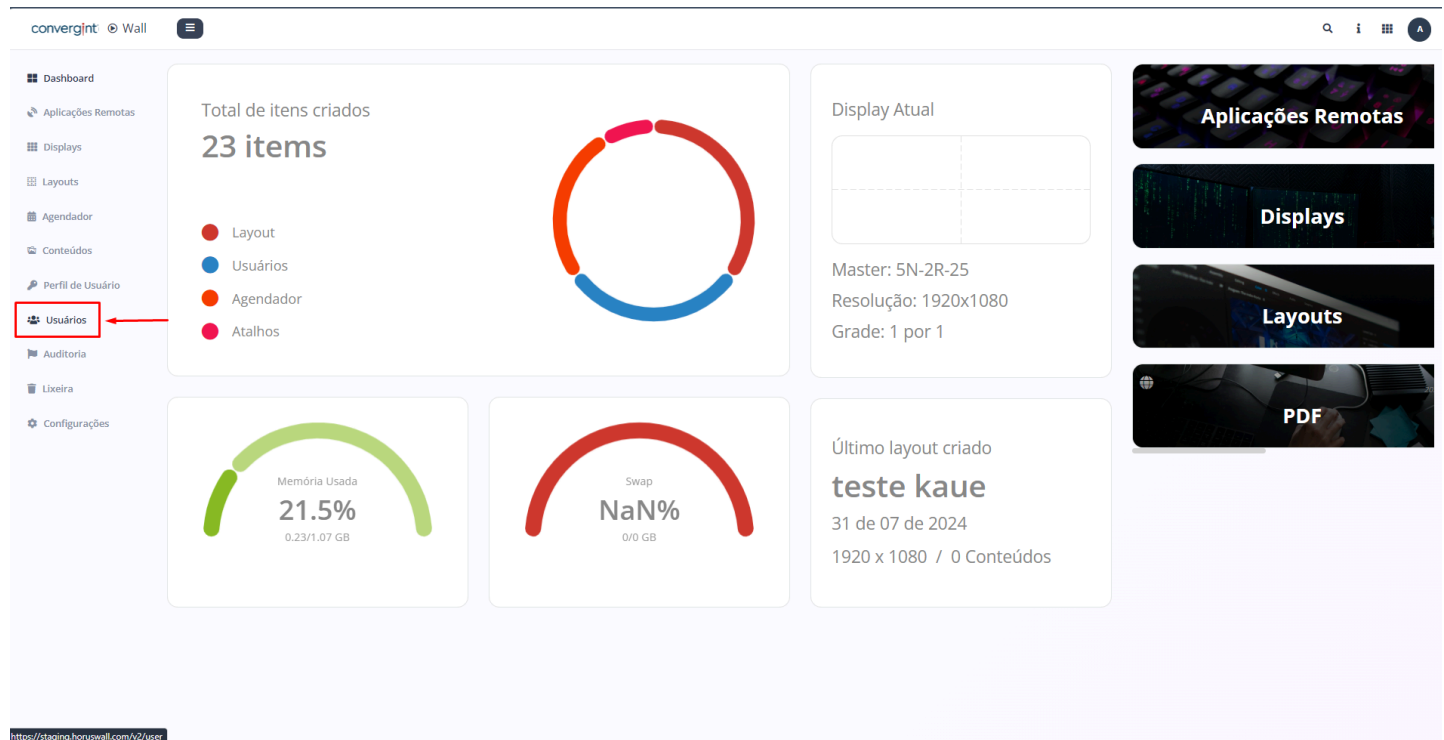 convergint Wall
A
Dashboard
Aplicações Remotas
Displays
Layouts
Agendador
Conteúdos
Perfil de Usuário
Usuários
Auditoria
Lixeira
Configurações
Total de itens criados
23 items
Layout
Usuários
Agendador
Atalhos
Display Atual
Master: 5N-2R-25
Resolução: 1920x1080
Grade: 1 por 1
Aplicações Remotas
Displays
Layouts
PDF
Memória Usada
21.5%
0.23/1.07 GB
Swap
NaN%
0/0 GB
Último layout criado
teste kaue
31 de 07 de 2024
1920 x 1080 / 0 Conteúdos
https://staging.horuswall.com/v2/user